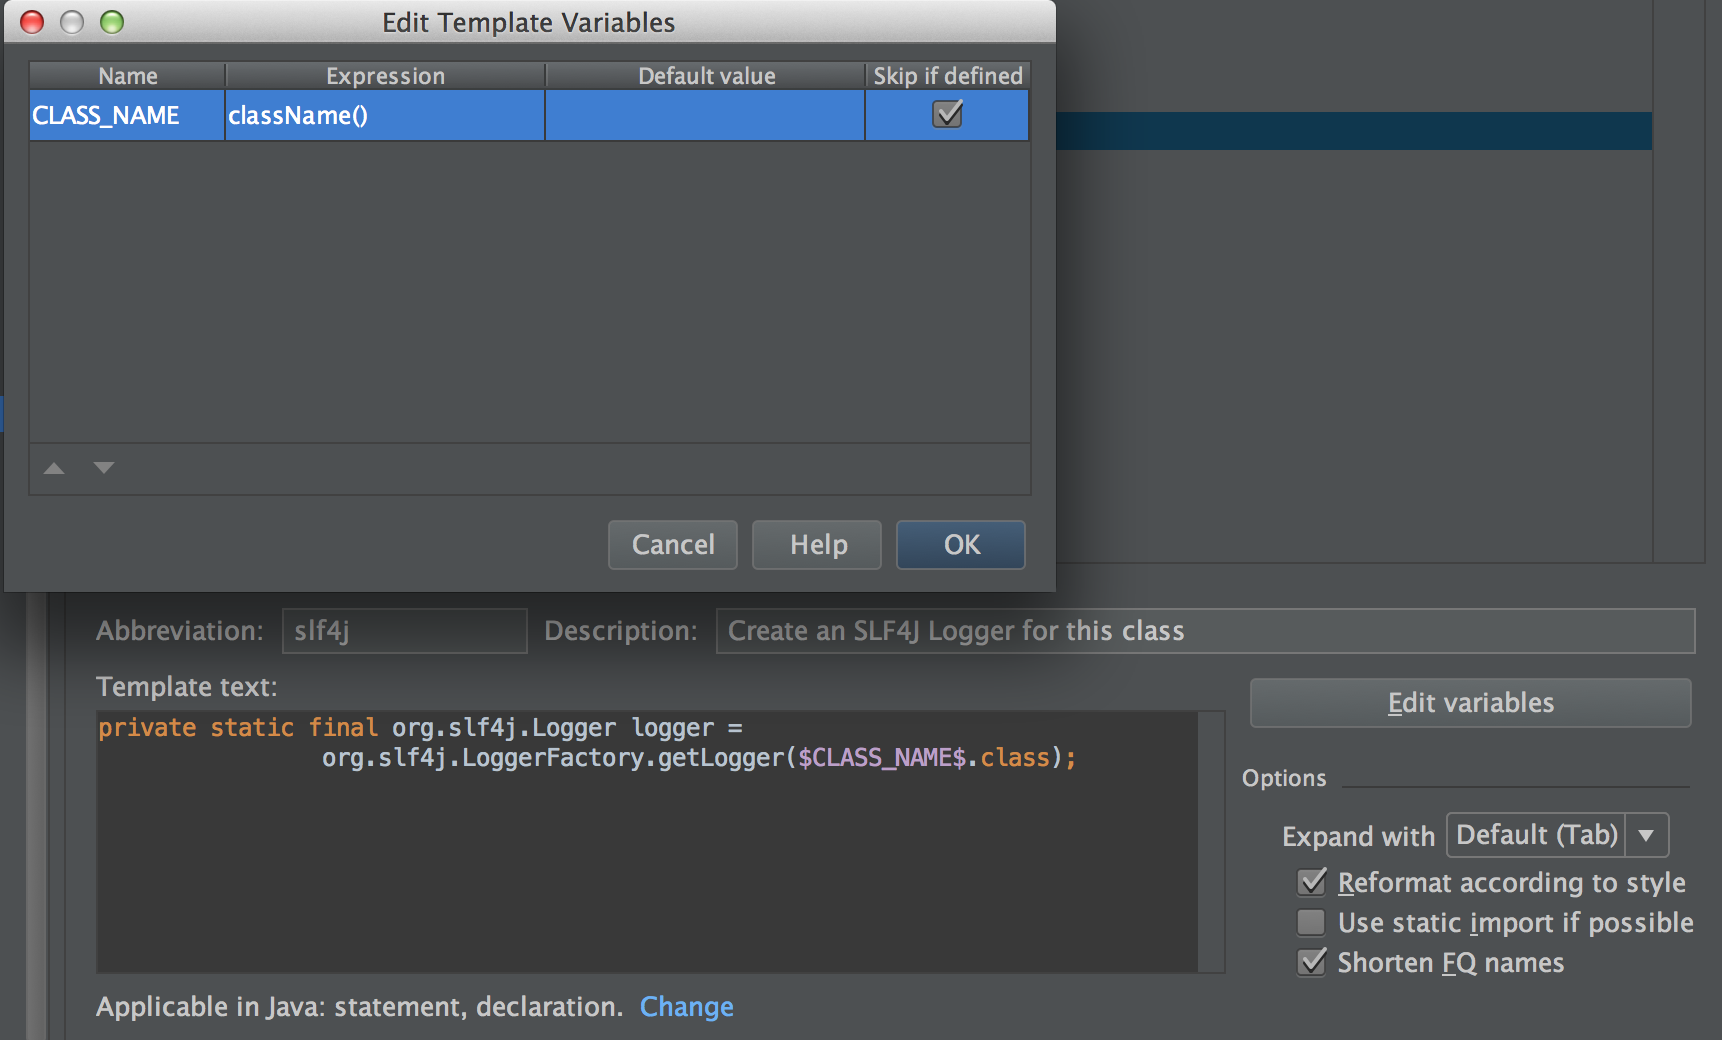 Edit Template Variables
Name Expression Default value Skip if defined
CLASS_NAME className()
Cancel Help OK
Abbreviation: slf4j Description: Create an SLF4J Logger for this class
Template text:
Edit variables
private static final org.slf4j.Logger logger =
org.slf4j.LoggerFactory.getLogger($CLASS_NAME$.class);
Options
Expand with Default (Tab)
Reformat according to style
Use static import if possible
Shorten FQ names
Applicable in Java: statement, declaration. Change